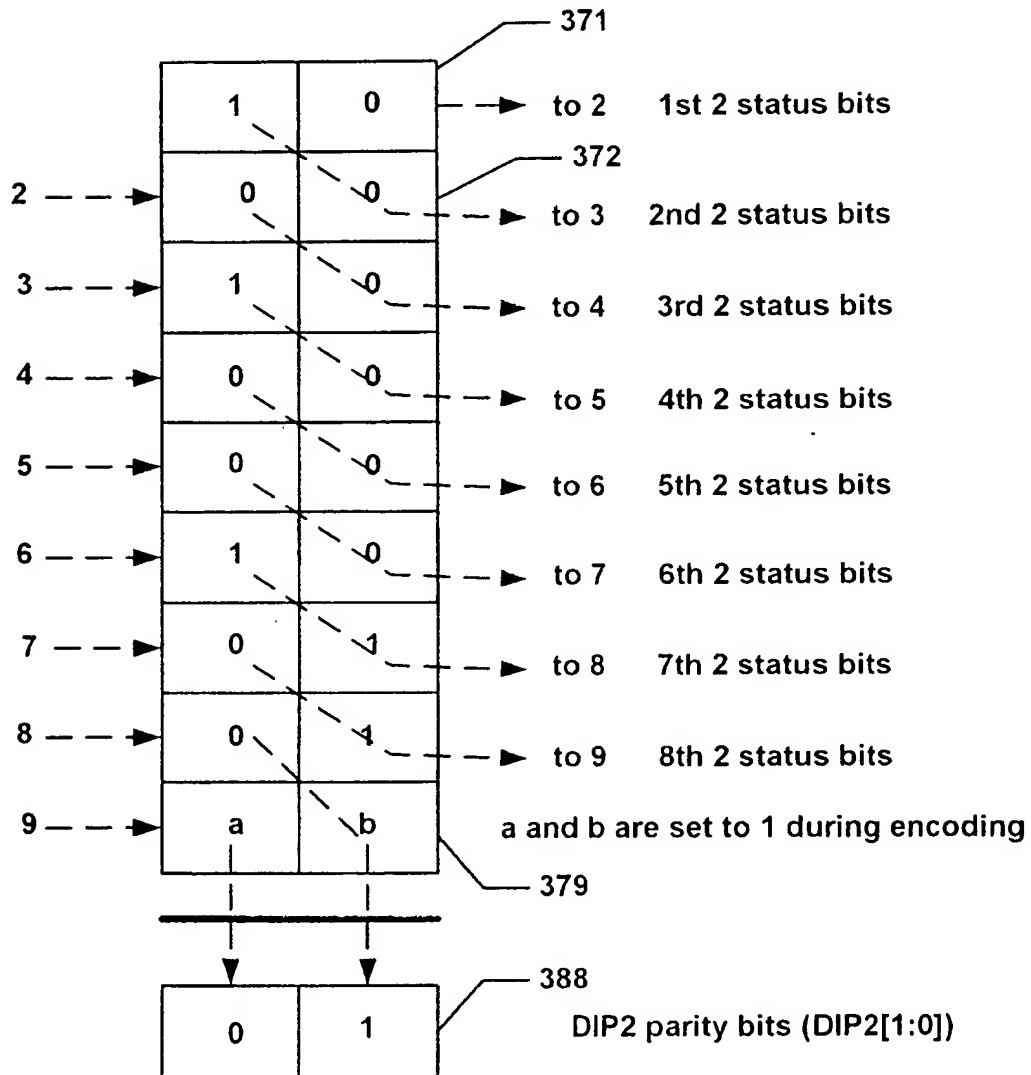 371
1 0 to 2 1st 2 status bits
372
2 0 0 to 3 2nd 2 status bits
3 1 0 to 4 3rd 2 status bits
4 0 0 to 5 4th 2 status bits
5 0 0 to 6 5th 2 status bits
6 1 0 to 7 6th 2 status bits
7 0 1 to 8 7th 2 status bits
8 0 1 to 9 8th 2 status bits
9 a b a and b are set to 1 during encoding
379
388
0 1 DIP2 parity bits (DIP2[1:0])